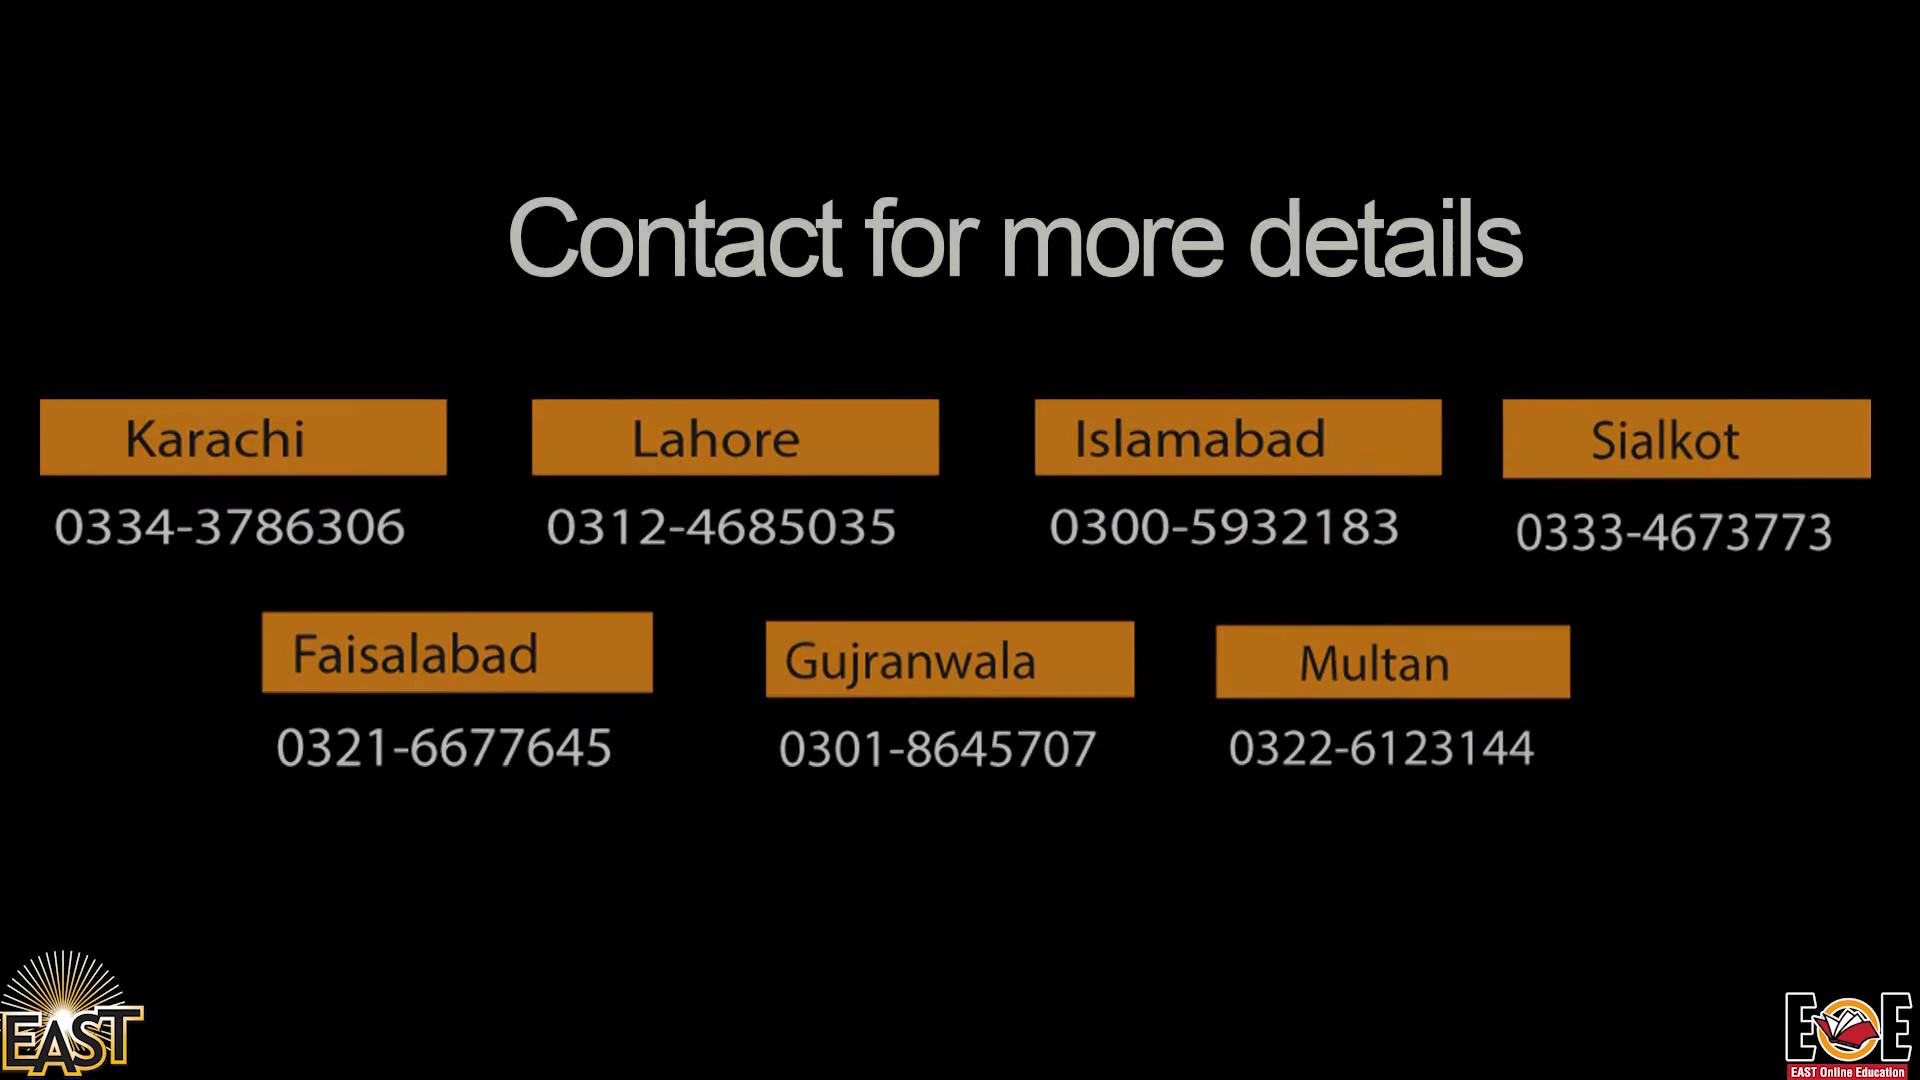 Contact for more details
Karachi Lahore Islamabad Sialkot
0334-3786306 0312-4685035 0300-5932183 0333-4673773
Faisalabad Gujranwala Multan
0321-6677645 0301-8645707 0322-6123144
EAST
EOE
EAST Online Education